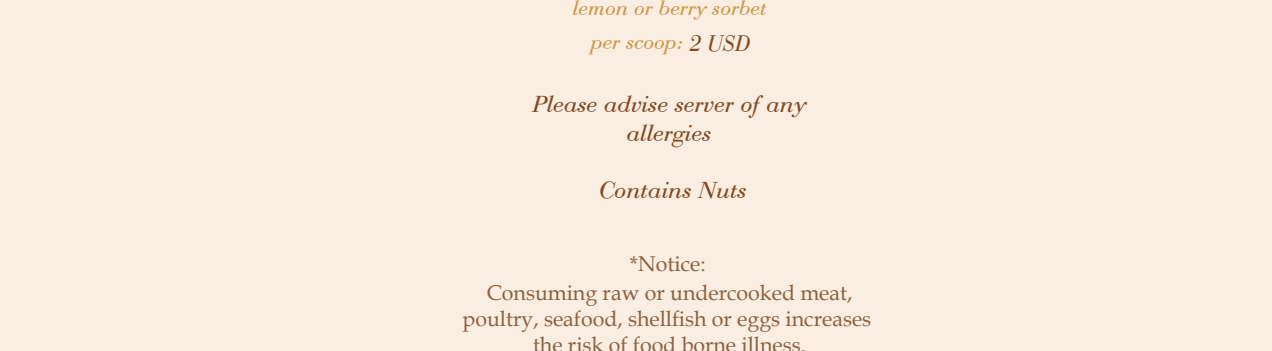 lemon or berry sorbet
per scoop: 2 USD
Please advise server of any
allergies
Contains Nuts
*Notice:
Consuming raw or undercooked meat,
poultry, seafood, shellfish or eggs increases
the risk of food borne illness.